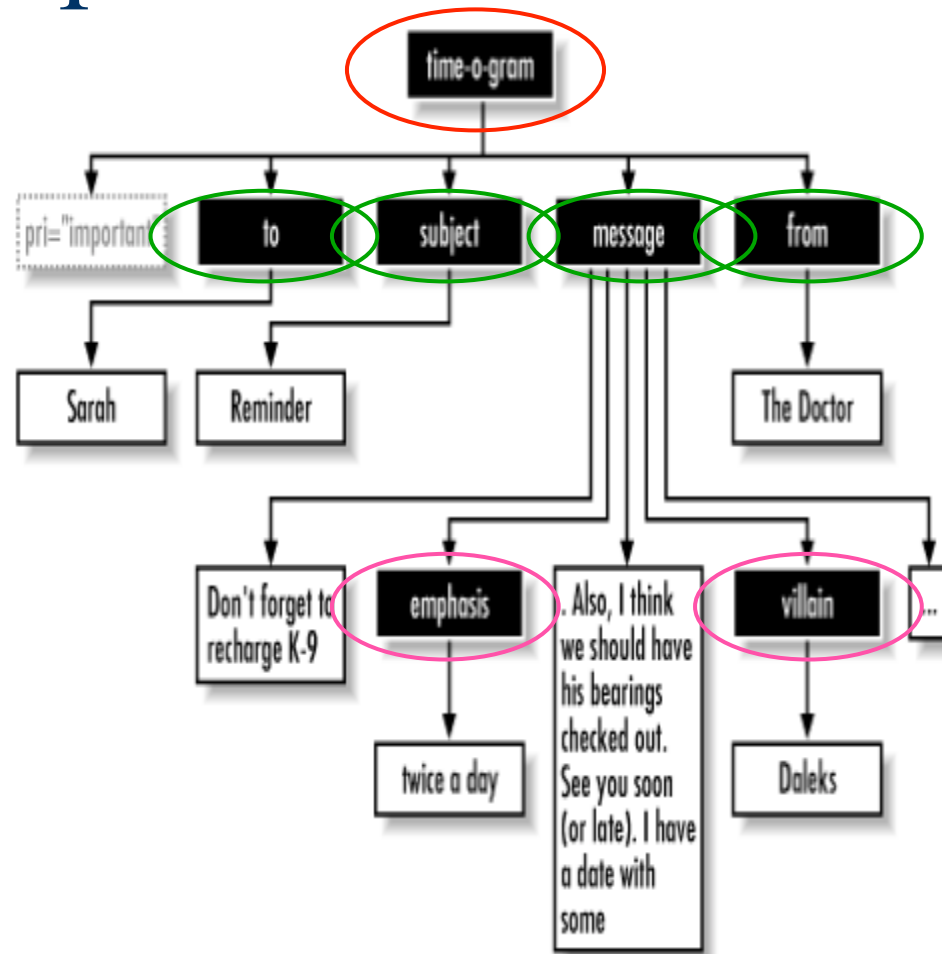 time-o-gram
pri="important"
to
subject
message
from
Sarah
Reminder
The Doctor
Don't forget to
recharge K-9
emphasis
. Also, I think
we should have
his bearings
checked out.
See you soon
(or late). I have
a date with
some
villain
...
twice a day
Daleks